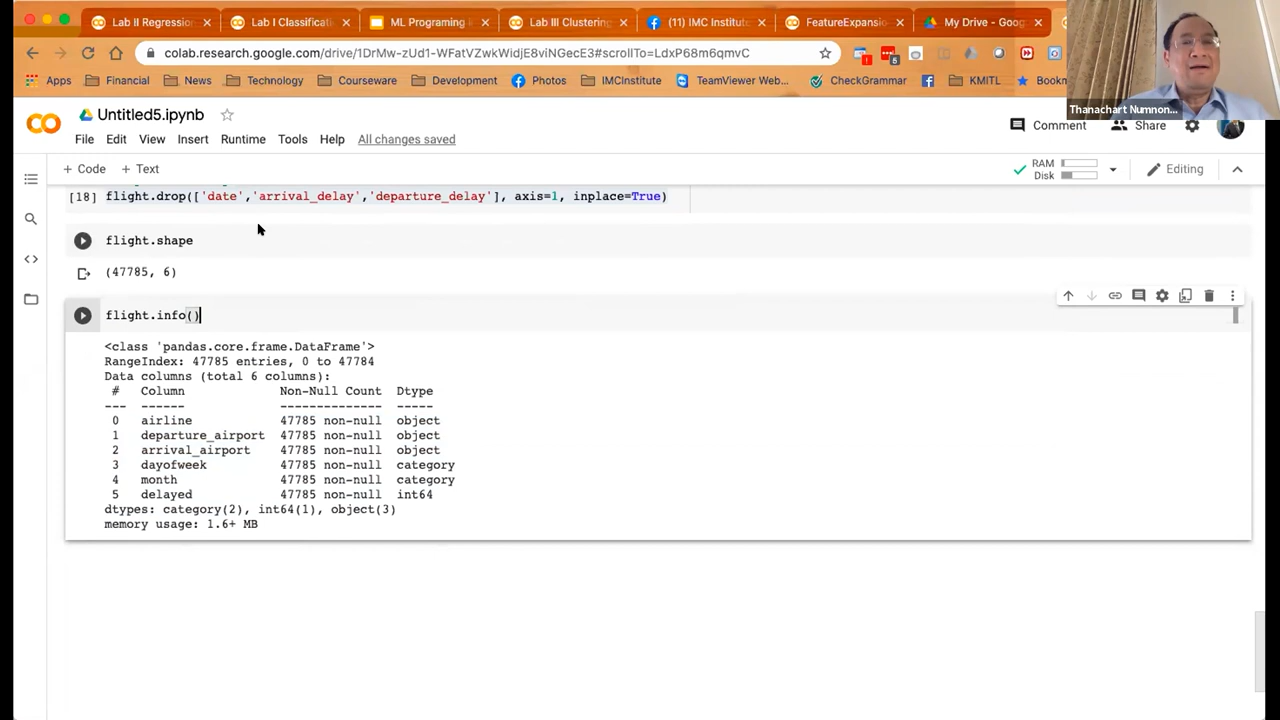 Lab II Regression
Lab I Classificati
ML Programing
Lab III Clustering
(11) IMC Institute
FeatureExpansio
My Drive - Goog
colab.research.google.com/drive/1DrMw-zUd1-WFatVZwkWidjE8viNGecE3#scrollTo=LdxP68m6qmvC
Apps
Financial
News
Technology
Courseware
Development
Photos
IMCInstitute
TeamViewer Web...
CheckGrammar
KMITL
Bookm
Thanachart Numnon...
Untitled5.ipynb
File Edit View Insert Runtime Tools Help All changes saved
Comment
Share
+ Code + Text
RAM
Disk
Editing
[18] flight.drop(['date','arrival_delay','departure_delay'], axis=1, inplace=True)
flight.shape
(47785, 6)
flight.info()
<class 'pandas.core.frame.DataFrame'>
RangeIndex: 47785 entries, 0 to 47784
Data columns (total 6 columns):
# Column Non-Null Count Dtype
--- ------ -------------- -----
0 airline 47785 non-null object
1 departure_airport 47785 non-null object
2 arrival_airport 47785 non-null object
3 dayofweek 47785 non-null category
4 month 47785 non-null category
5 delayed 47785 non-null int64
dtypes: category(2), int64(1), object(3)
memory usage: 1.6+ MB